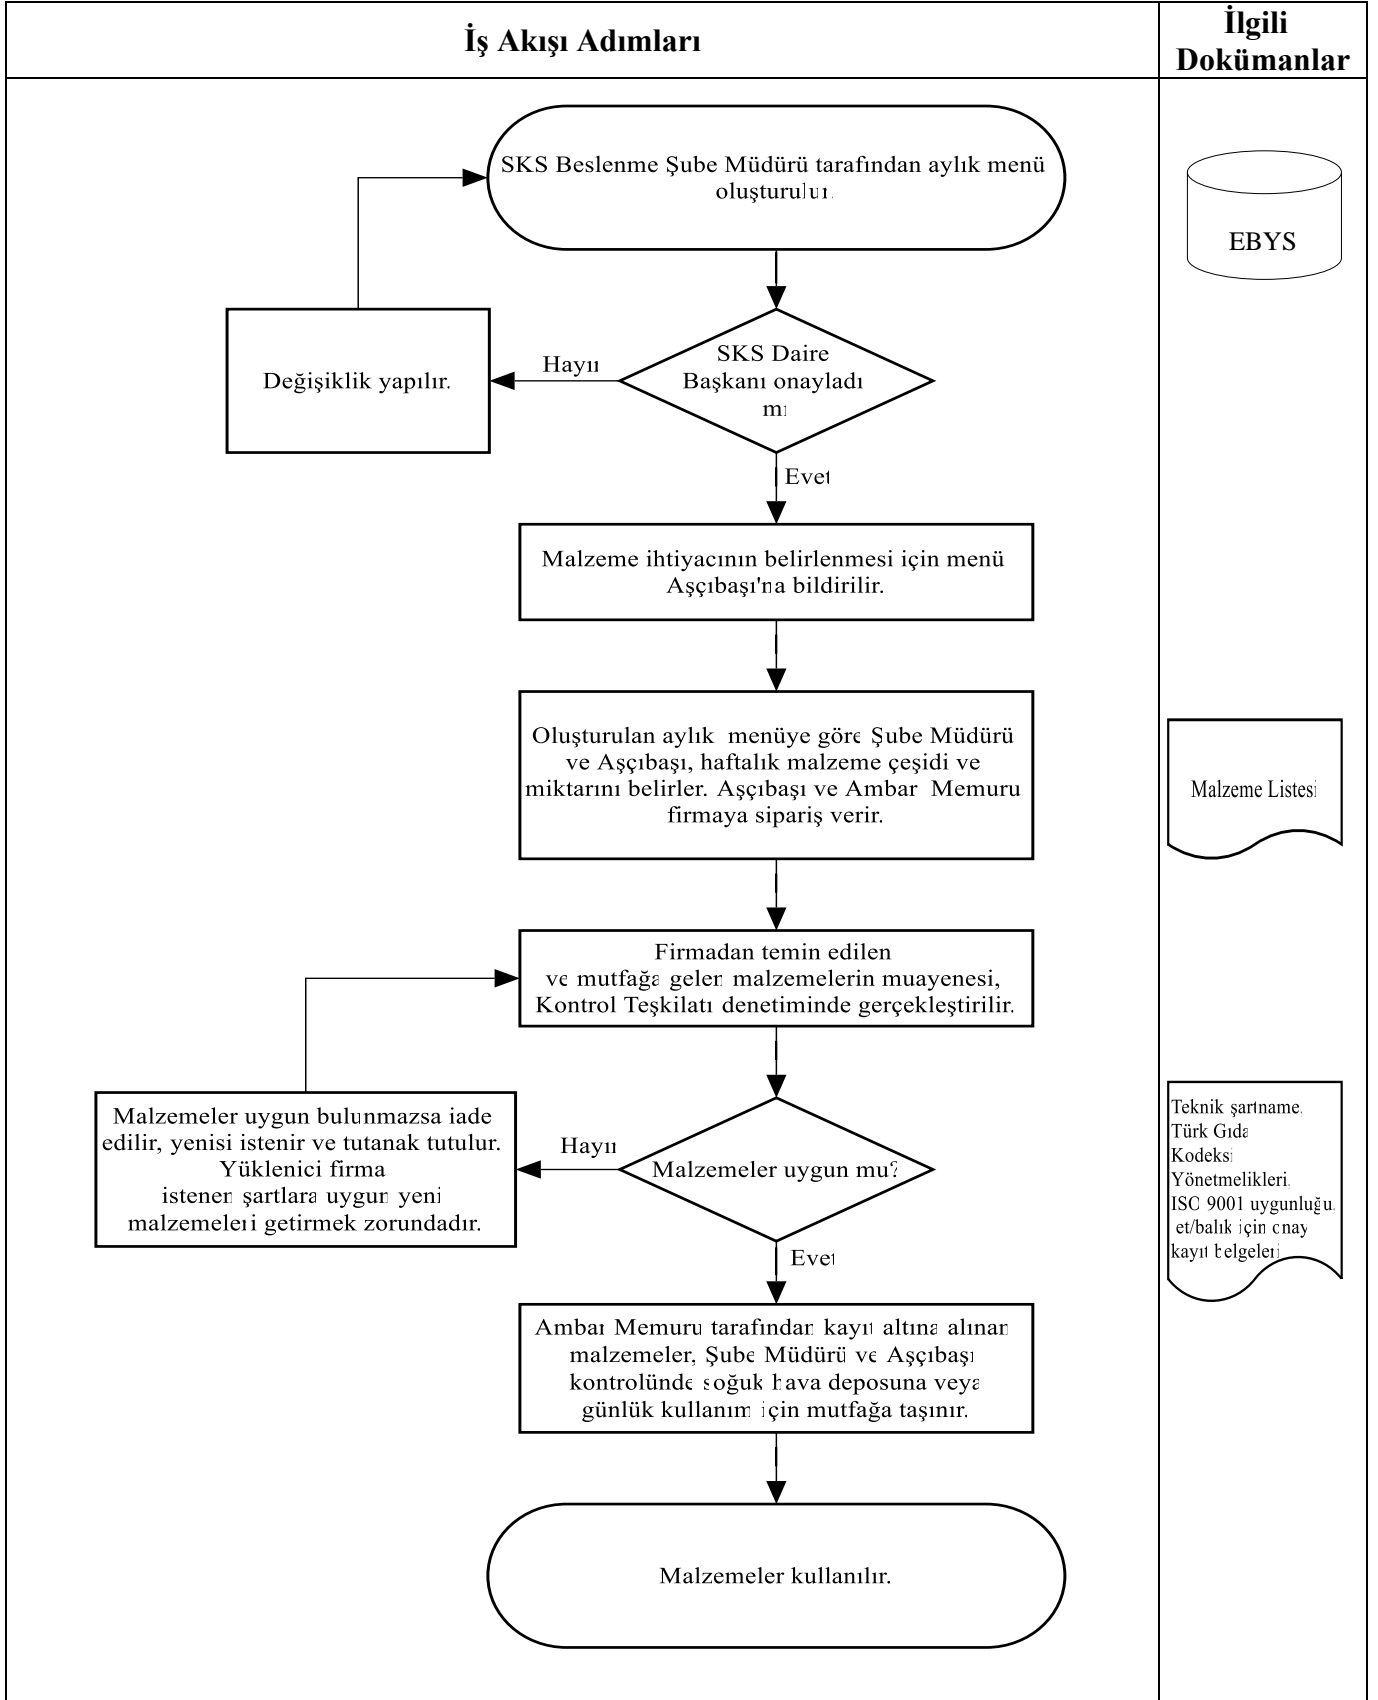 İş Akışı Adımları
İlgili
Dokümanlar
SKS Beslenme Şube Müdürü tarafından aylık menü
oluşturulur.
EBYS
SKS Daire
Başkanı onayladı
mı
Hayır
Değişiklik yapılır.
Evet
Malzeme ihtiyacının belirlenmesi için menü
Aşçıbaşı'na bildirilir.
Oluşturulan aylık menüye göre Şube Müdürü
ve Aşçıbaşı, haftalık malzeme çeşidi ve
miktarını belirler. Aşçıbaşı ve Ambar Memuru
firmaya sipariş verir.
Malzeme Listesi
Firmadan temin edilen
ve mutfağa gelen malzemelerin muayenesi,
Kontrol Teşkilatı denetiminde gerçekleştirilir.
Malzemeler uygun bulunmazsa iade
edilir, yenisi istenir ve tutanak tutulur.
Yüklenici firma
istenen şartlara uygun yeni
malzemeleri getirmek zorundadır.
Hayır
Malzemeler uygun mu?
Teknik şartname,
Türk Gıda
Kodeksi
Yönetmelikleri,
ISO 9001 uygunluğu,
et/balık için onay
kayıt belgeleri
Evet
Ambar Memuru tarafından kayıt altına alınan
malzemeler, Şube Müdürü ve Aşçıbaşı
kontrolünde soğuk hava deposuna veya
günlük kullanım için mutfağa taşınır.
Malzemeler kullanılır.